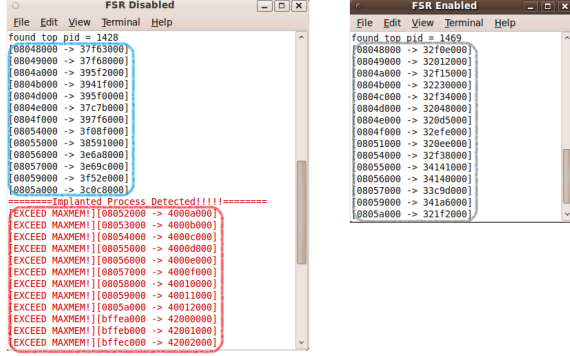 FSR Disabled
File Edit View Terminal Help
found top pid = 1428
[08048000 -> 37f63000]
[08049000 -> 37f68000]
[0804a000 -> 395f2000]
[0804b000 -> 3941f000]
[0804d000 -> 395f0000]
[0804e000 -> 37c7b000]
[0804f000 -> 397f6000]
[08054000 -> 3f08f000]
[08055000 -> 38591000]
[08056000 -> 3e6a8000]
[08057000 -> 3e69c000]
[08059000 -> 3f52e000]
[0805a000 -> 3c0c8000]
========Implanted Process Detected!!!!!========
[EXCEED MAXMEM!][08052000 -> 4000a000]
[EXCEED MAXMEM!][08053000 -> 4000b000]
[EXCEED MAXMEM!][08054000 -> 4000c000]
[EXCEED MAXMEM!][08055000 -> 4000d000]
[EXCEED MAXMEM!][08056000 -> 4000e000]
[EXCEED MAXMEM!][08057000 -> 4000f000]
[EXCEED MAXMEM!][08058000 -> 40010000]
[EXCEED MAXMEM!][08059000 -> 40011000]
[EXCEED MAXMEM!][0805a000 -> 40012000]
[EXCEED MAXMEM!][bffea000 -> 42000000]
[EXCEED MAXMEM!][bffeb000 -> 42001000]
[EXCEED MAXMEM!][bffec000 -> 42002000]
FSR Enabled
File Edit View Terminal Help
found top pid = 1469
[08048000 -> 32f0e000]
[08049000 -> 32012000]
[0804a000 -> 32f15000]
[0804b000 -> 32230000]
[0804c000 -> 32f34000]
[0804d000 -> 32048000]
[0804e000 -> 320d5000]
[0804f000 -> 32efe000]
[08051000 -> 320ee000]
[08054000 -> 32f38000]
[08055000 -> 34141000]
[08056000 -> 34140000]
[08057000 -> 33c9d000]
[08059000 -> 341a6000]
[0805a000 -> 321f2000]